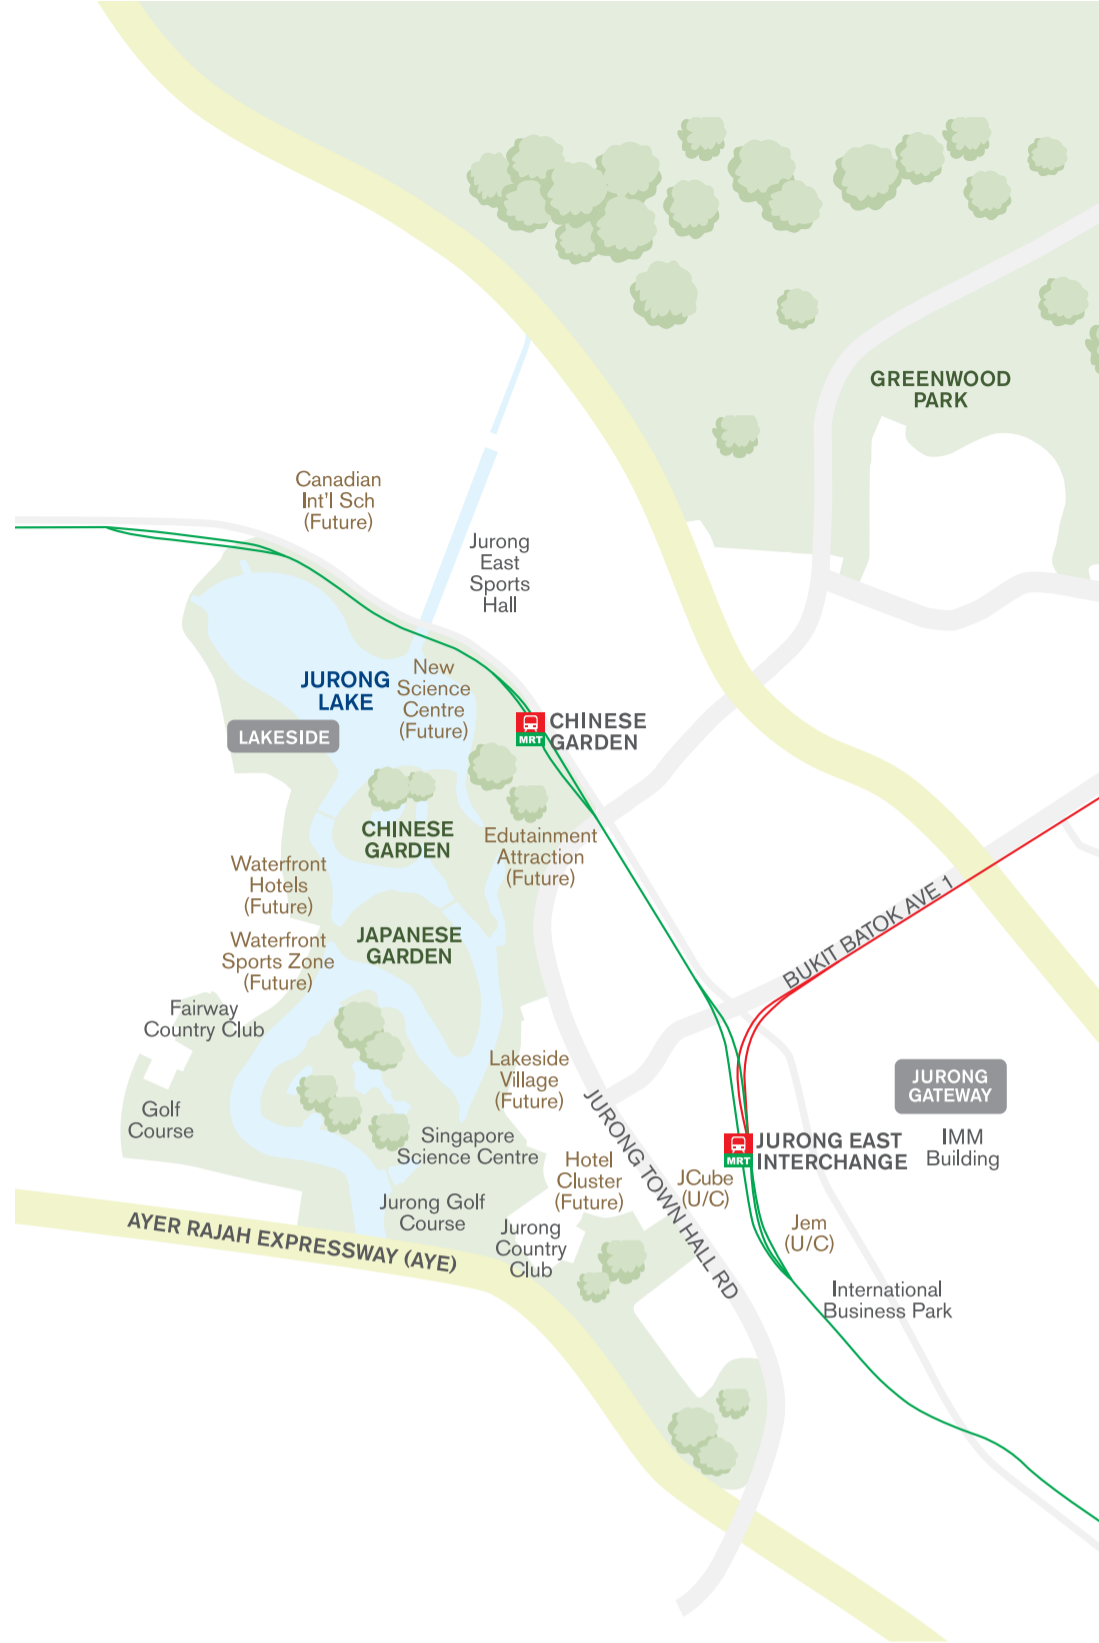 GREENWOOD
PARK
Canadian
Int'l Sch
(Future)
Jurong
East
Sports
Hall
JURONG
LAKE
New
Science
Centre
(Future)
LAKESIDE
MRT
CHINESE
GARDEN
CHINESE
GARDEN
Edutainment
Attraction
(Future)
Waterfront
Hotels
(Future)
BUKIT BATOK AVE 1
JAPANESE
GARDEN
Waterfront
Sports Zone
(Future)
Fairway
Country Club
Lakeside
Village
(Future)
JURONG
GATEWAY
Golf
Course
JURONG TOWN HALL RD
Singapore
Science Centre
MRT
JURONG EAST
INTERCHANGE
IMM
Building
Hotel
Cluster
(Future)
JCube
(U/C)
Jurong Golf
Course
AYER RAJAH EXPRESSWAY (AYE)
Jurong
Country
Club
Jem
(U/C)
International
Business Park